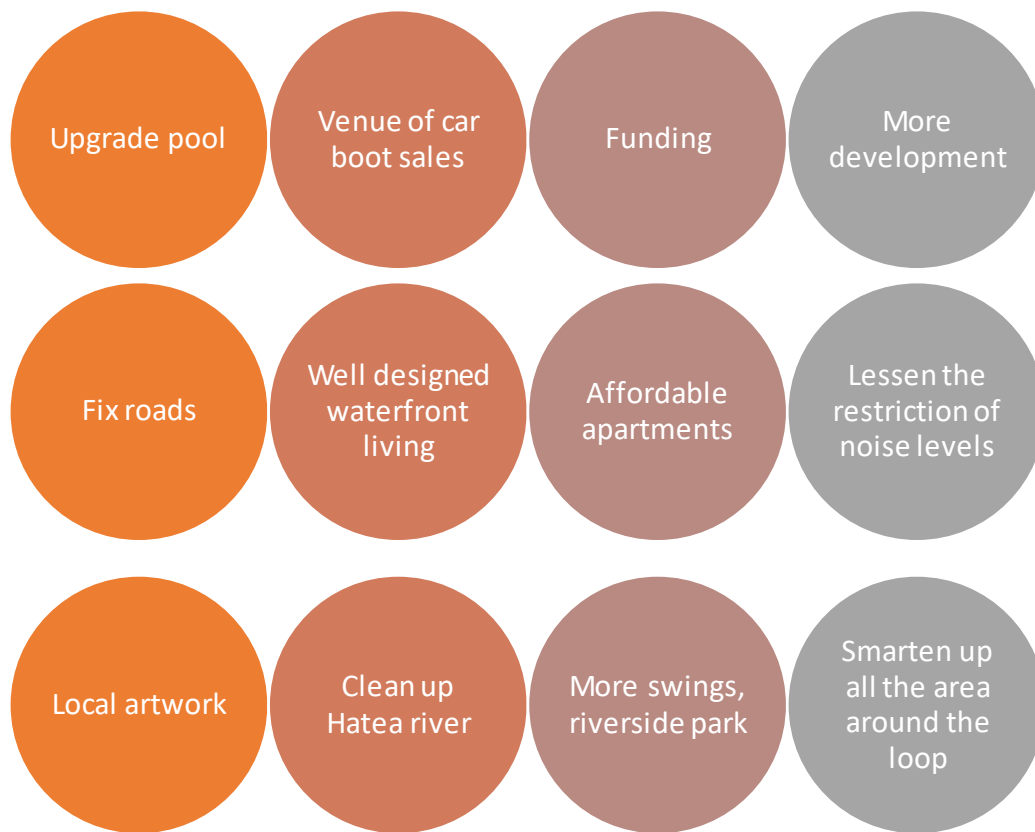 Upgrade pool
Venue of car
boot sales
Funding
More
development
Fix roads
Well designed
waterfront
living
Affordable
apartments
Lessen the
restriction of
noise levels
Local artwork
Clean up
Hatea river
More swings,
riverside park
Smarten up
all the area
around the
loop